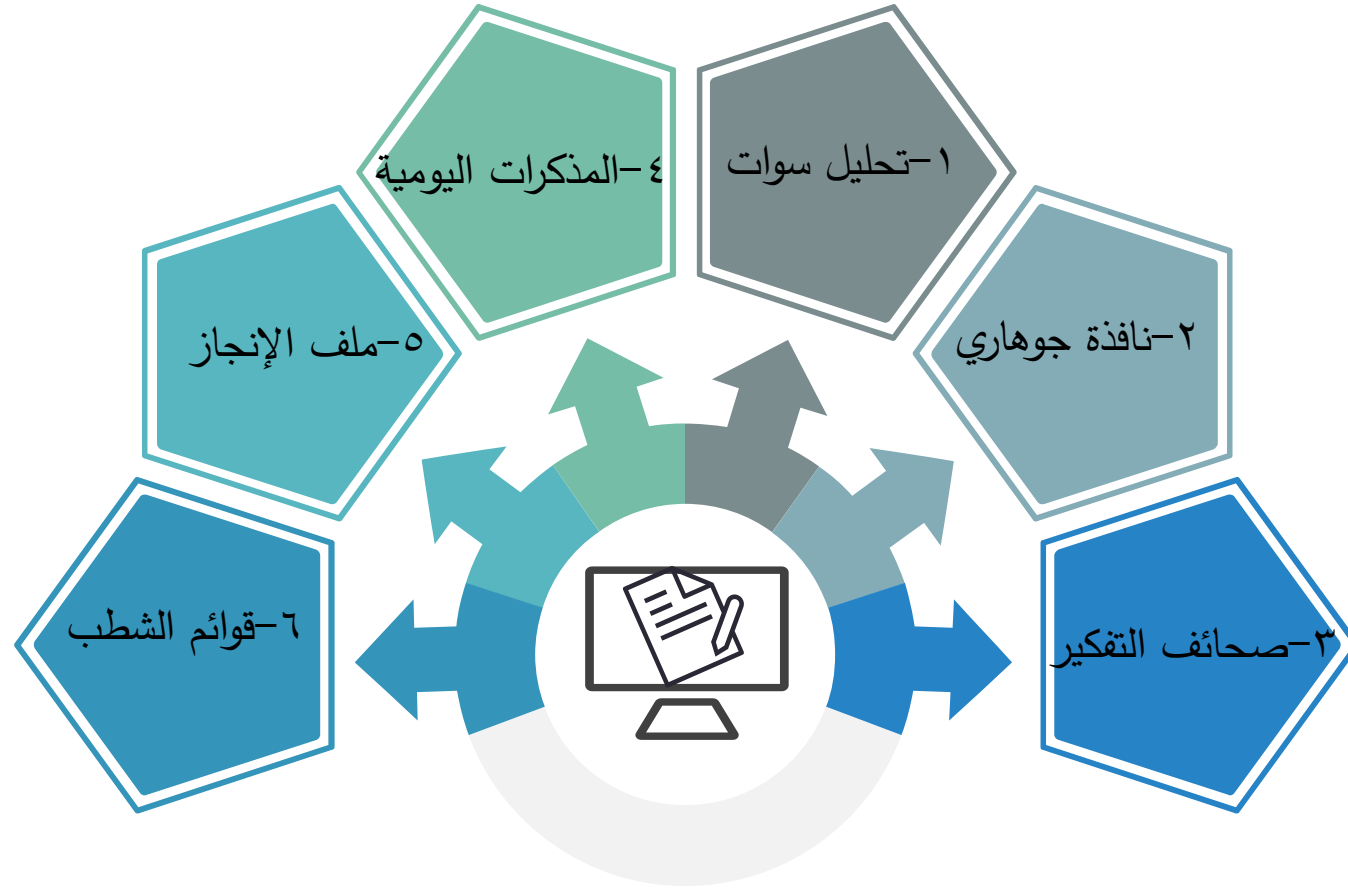 ١-تحليل سوات
٢-نافذة جوهاري
٣-صحائف التفكير
٤-المذكرات اليومية
٥-ملف الإنجاز
٦-قوائم الشطب